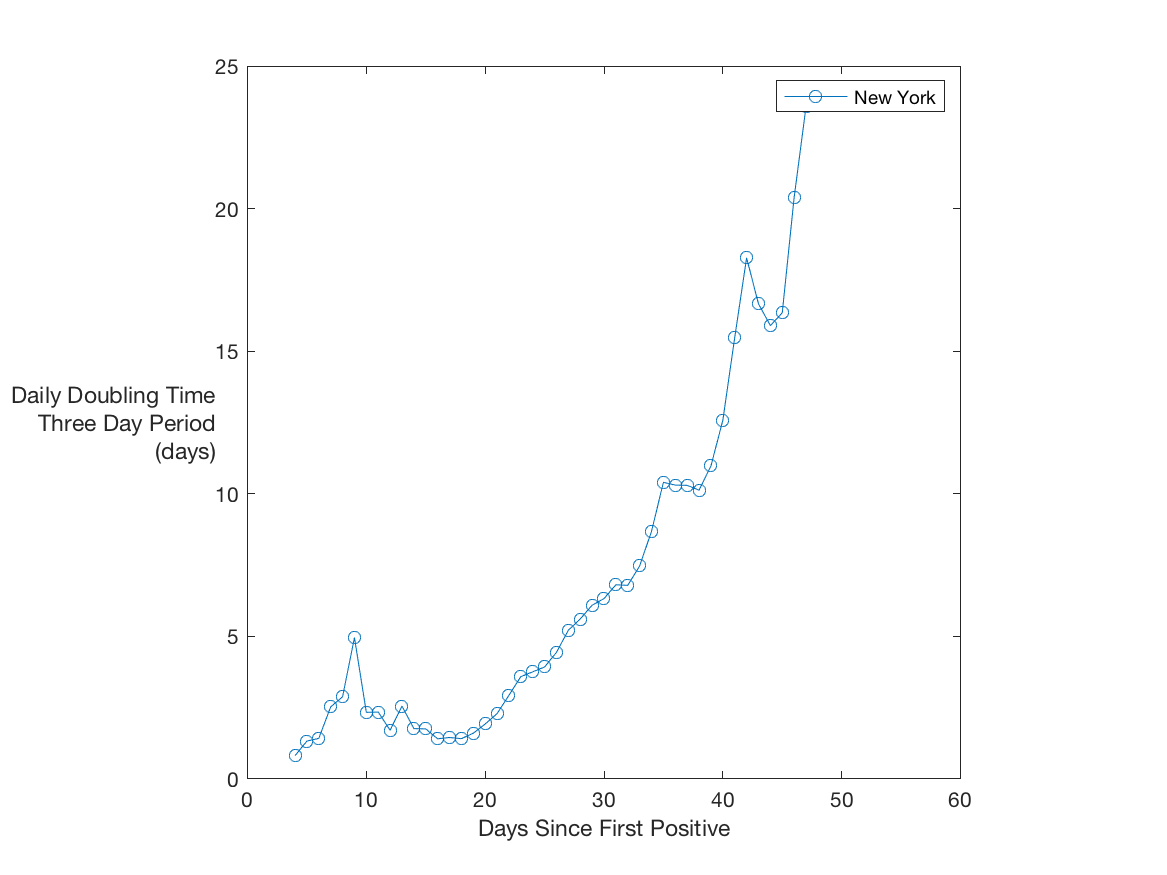 25
20
15
10
5
0
Daily Doubling Time
Three Day Period
(days)
New York
0 10 20 30 40 50 60
Days Since First Positive